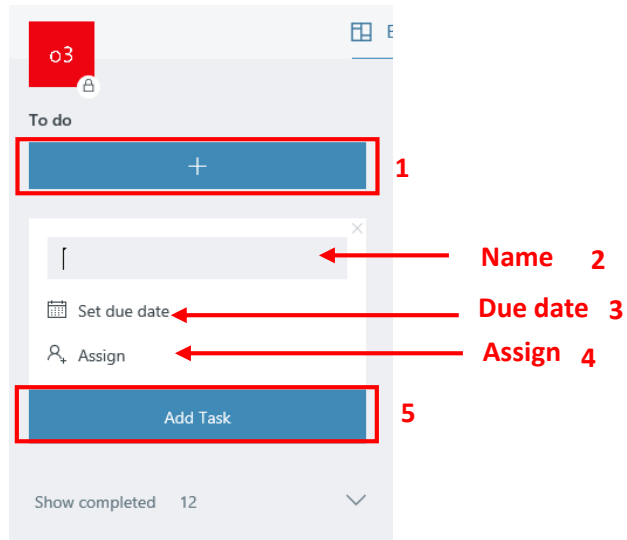 o3
To do
+ 1
Name 2
Set due date Due date 3
Assign Assign 4
Add Task 5
Show completed 12